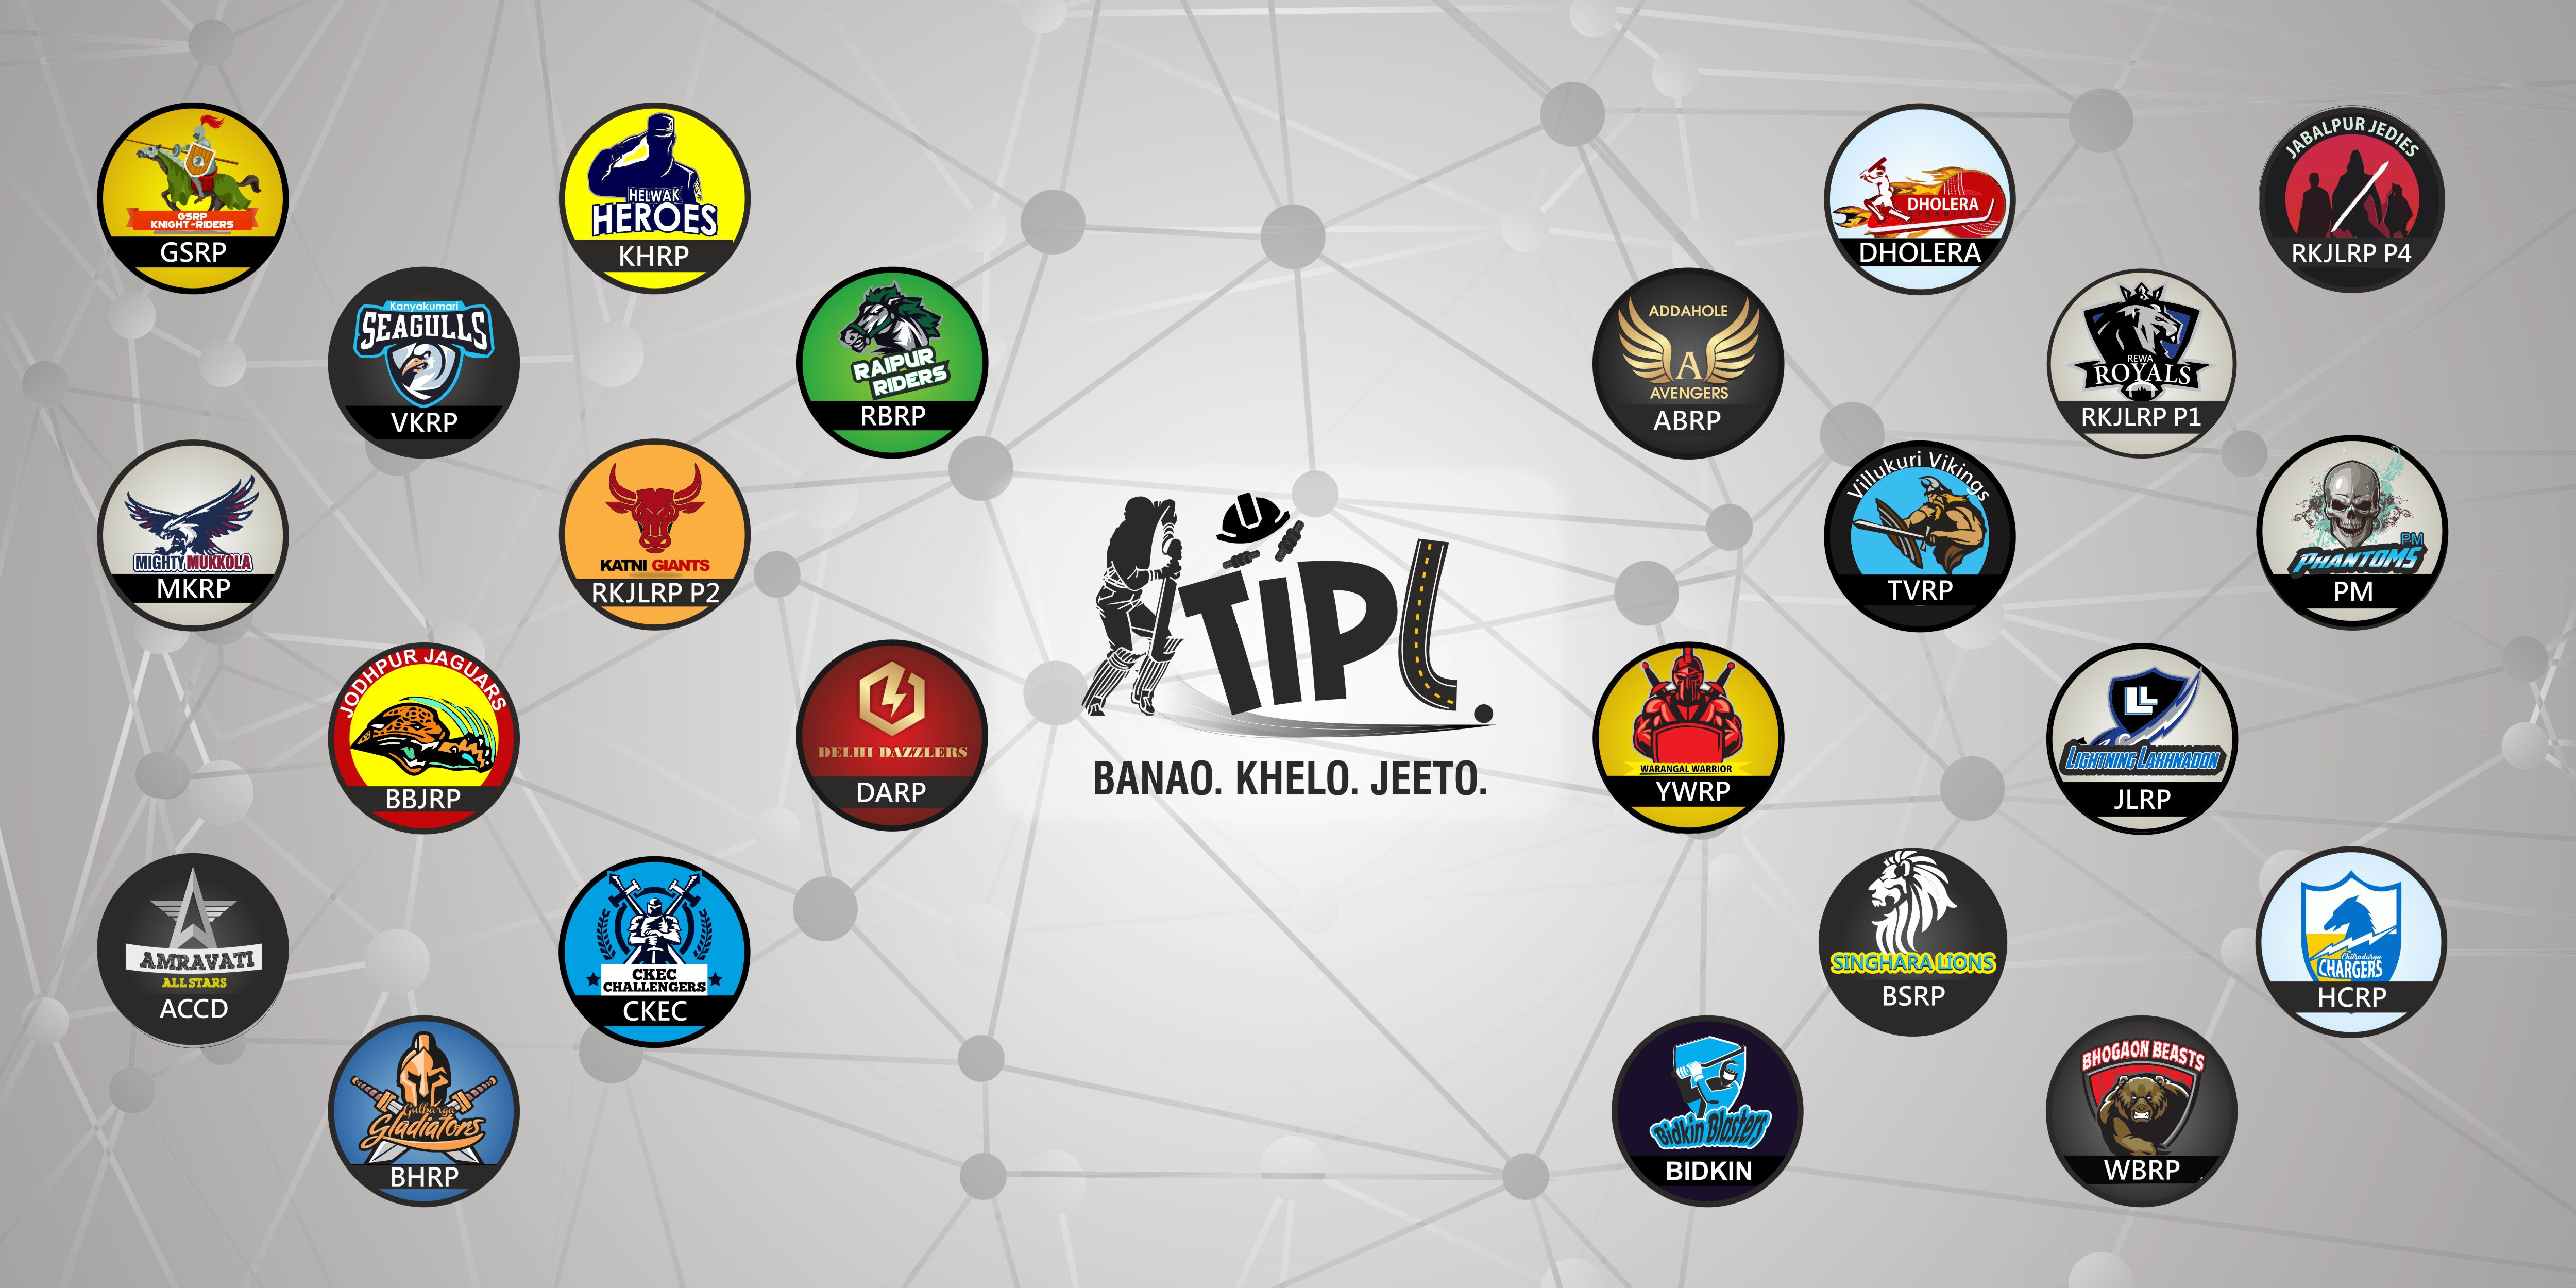 GSRP
KNIGHT-RIDERS
GSRP
HELWAK
HEROES
KHRP
Kanyakumari
SEAGULLS
VKRP
RAIPUR
RIDERS
RBRP
MIGHTY MUKKOLA
MKRP
KATNI GIANTS
RKJLRP P2
JODHPUR JAGUARS
BBJRP
DELHI DAZZLERS
DARP
AMRAVATI
ALL STARS
ACCD
CKEC
CHALLENGERS
CKEC
Gulbarga
Gladiators
BHRP
TIPL
BANAO. KHELO. JEETO.
DHOLERA
DHOLERA
JABALPUR JEDIES
RKJLRP P4
ADDAHOLE
A
AVENGERS
ABRP
REWA
ROYALS
RKJLRP P1
Villukuri Vikings
TVRP
PM
PHANTOMS
PM
WARANGAL WARRIOR
YWRP
LL
LIGHTNING LAKHNADON
JLRP
SINGHARA LIONS
BSRP
Chitradurga
CHARGERS
HCRP
Bidkin Blasters
BIDKIN
BHOGAON BEASTS
WBRP